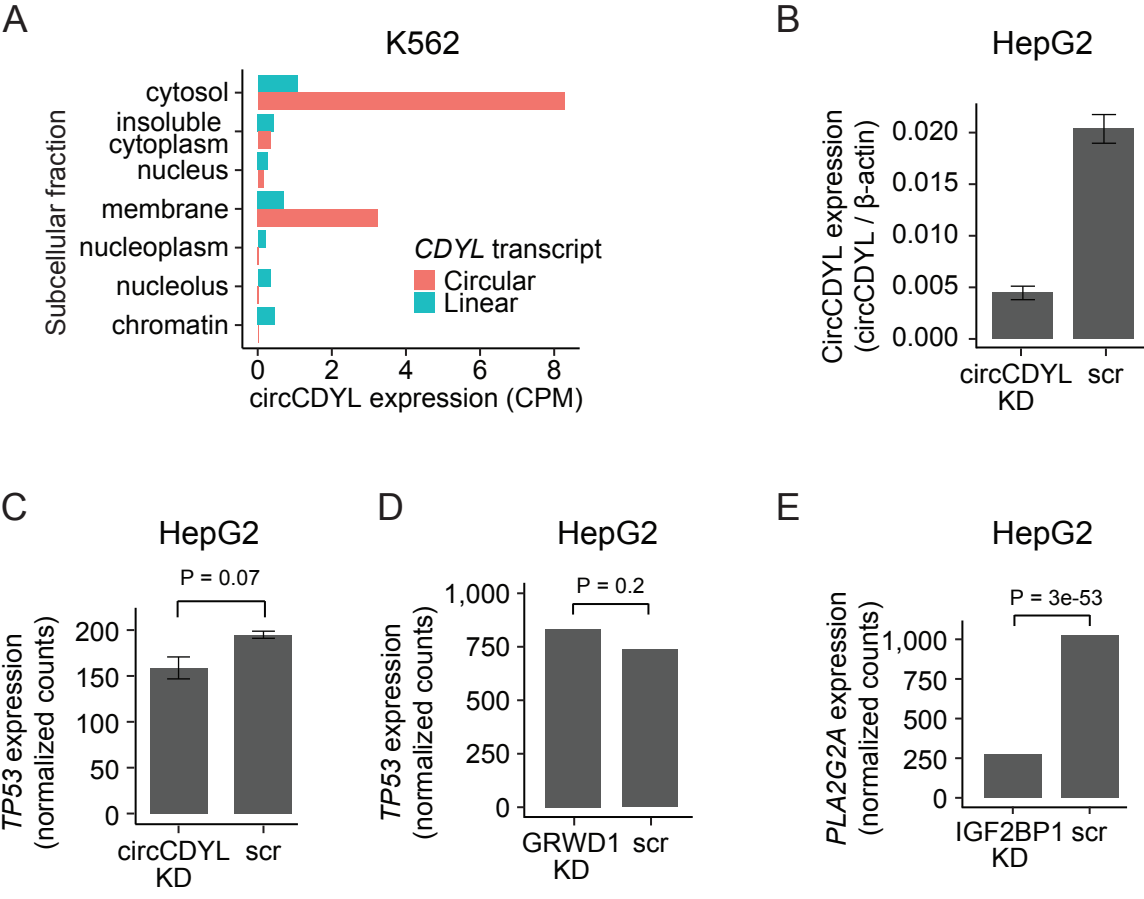 A
K562
Subcellular fraction
cytosol
insoluble
cytoplasm
nucleus
membrane
nucleoplasm
nucleolus
chromatin
CDYL transcript
Circular
Linear
0 2 4 6 8
circCDYL expression (CPM)
B
HepG2
CircCDYL expression
(circCDYL / β-actin)
0.020
0.015
0.010
0.005
0.000
circCDYL scr
KD
C
HepG2
P = 0.07
TP53 expression
(normalized counts)
200
150
100
50
0
circCDYL scr
KD
D
HepG2
P = 0.2
TP53 expression
(normalized counts)
1,000
750
500
250
0
GRWD1 scr
KD
E
HepG2
P = 3e-53
PLA2G2A expression
(normalized counts)
1,000
750
500
250
0
IGF2BP1 scr
KD